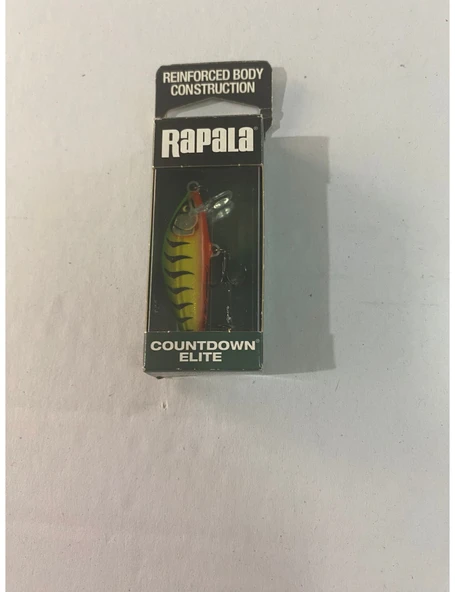 REINFORCED BODY
CONSTRUCTION
RAPALA®
COUNTDOWN®
ELITE